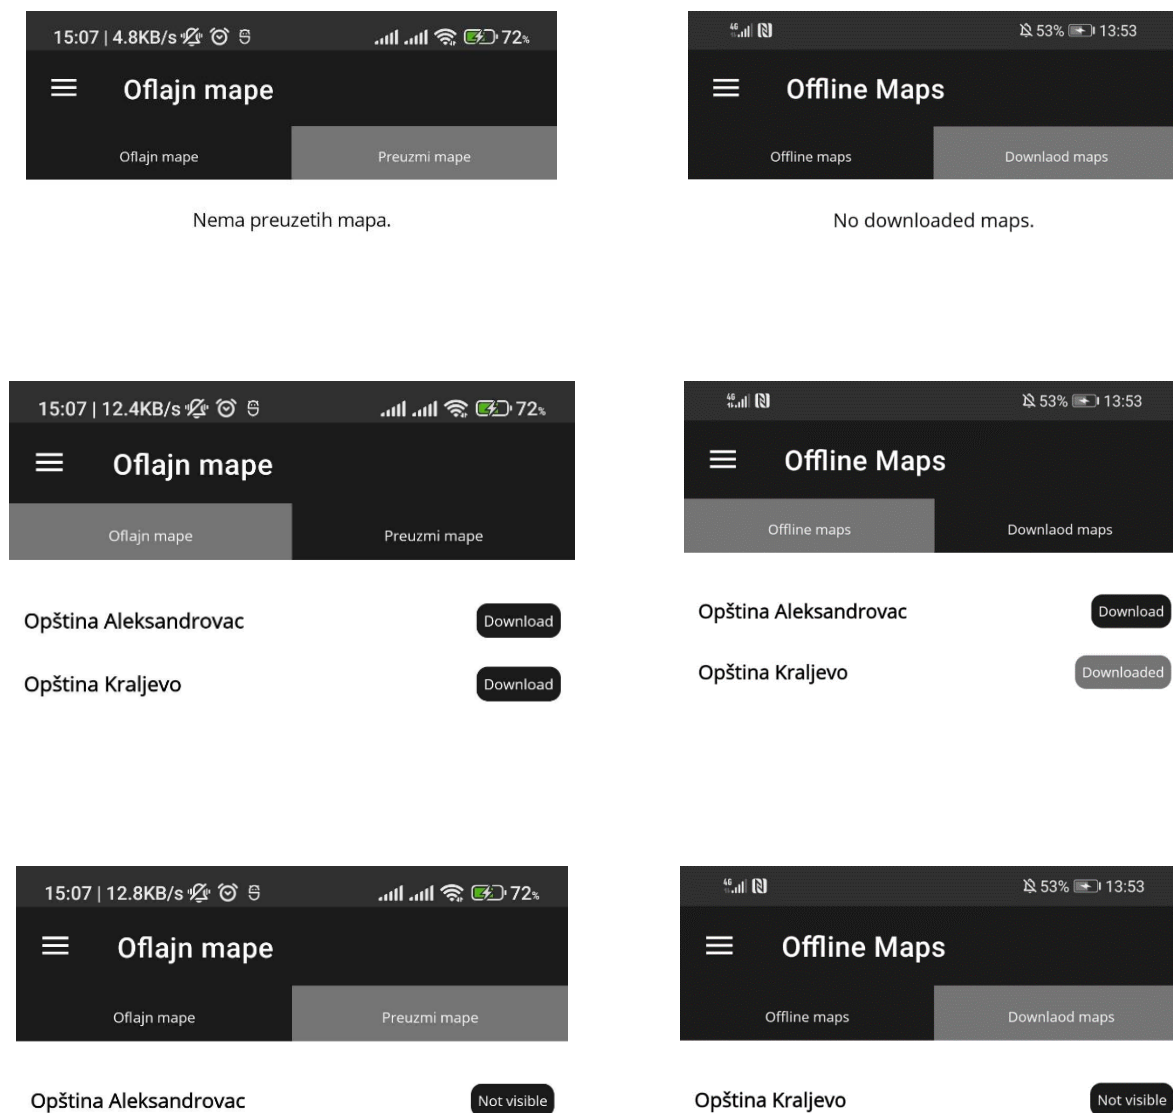 15:07 | 4.8KB/s 72%
Oflajn mape
Oflajn mape Preuzmi mape
Nema preuzetih mapa.
4G 53% 13:53
Offline Maps
Offline maps Downlaod maps
No downloaded maps.
15:07 | 12.4KB/s 72%
Oflajn mape
Oflajn mape Preuzmi mape
Opština Aleksandrovac Download
Opština Kraljevo Download
4G 53% 13:53
Offline Maps
Offline maps Downlaod maps
Opština Aleksandrovac Download
Opština Kraljevo Downloaded
15:07 | 12.8KB/s 72%
Oflajn mape
Oflajn mape Preuzmi mape
Opština Aleksandrovac Not visible
4G 53% 13:53
Offline Maps
Offline maps Downlaod maps
Opština Kraljevo Not visible